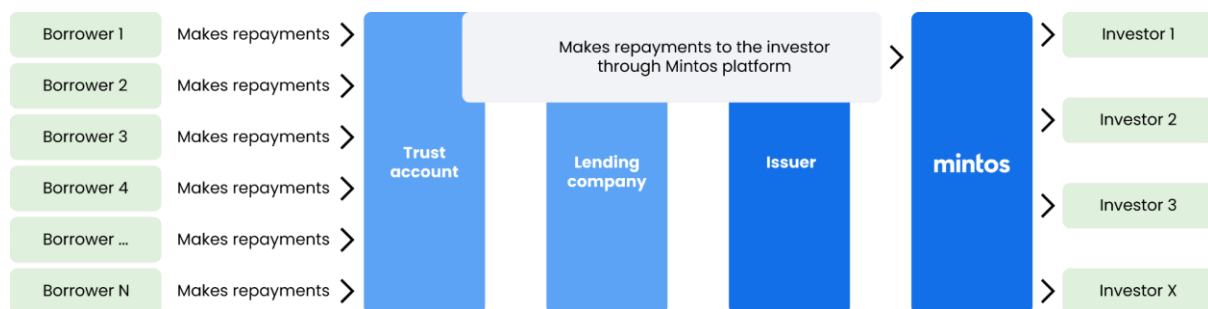 Borrower 1
Makes repayments
Makes repayments to the investor
through Mintos platform
Investor 1
Borrower 2
Makes repayments
Investor 2
Borrower 3
Makes repayments
Trust
account
Lending
company
Issuer
mintos
Borrower 4
Makes repayments
Investor 3
Borrower ...
Makes repayments
Borrower N
Makes repayments
Investor X